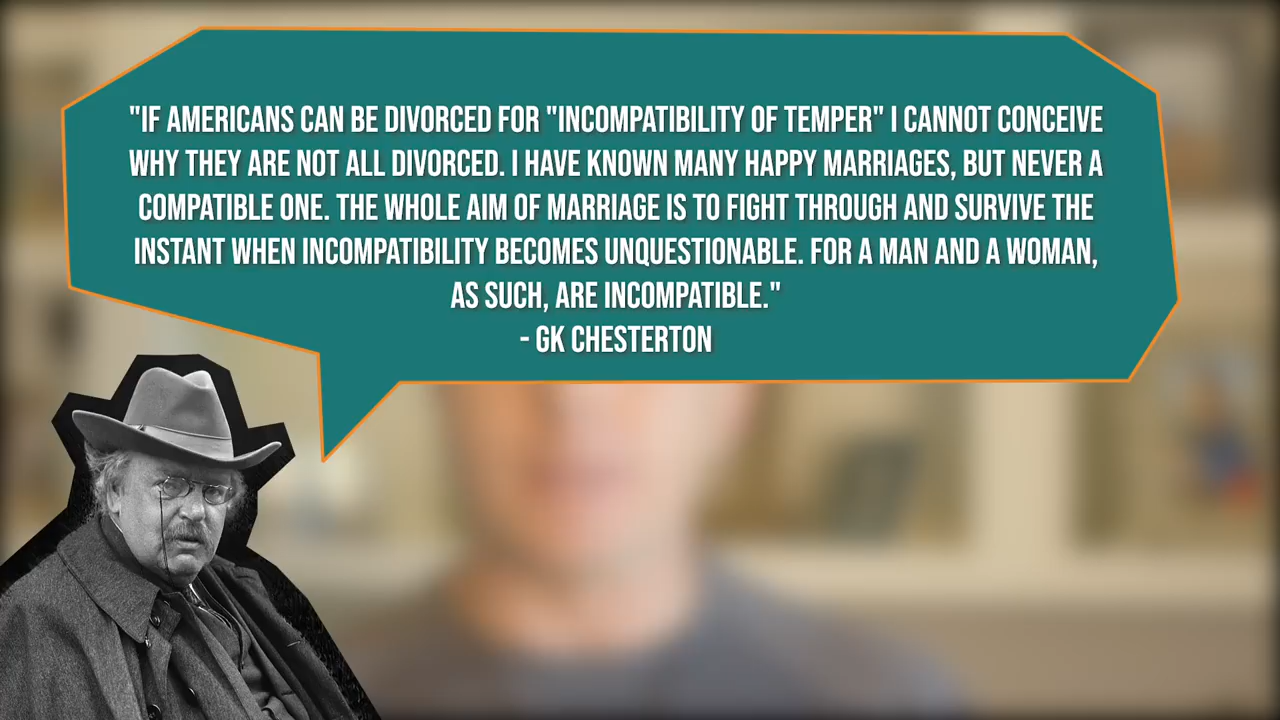 "IF AMERICANS CAN BE DIVORCED FOR "INCOMPATIBILITY OF TEMPER" I CANNOT CONCEIVE
WHY THEY ARE NOT ALL DIVORCED. I HAVE KNOWN MANY HAPPY MARRIAGES, BUT NEVER A
COMPATIBLE ONE. THE WHOLE AIM OF MARRIAGE IS TO FIGHT THROUGH AND SURVIVE THE
INSTANT WHEN INCOMPATIBILITY BECOMES UNQUESTIONABLE. FOR A MAN AND A WOMAN,
AS SUCH, ARE INCOMPATIBLE."
- GK CHESTERTON